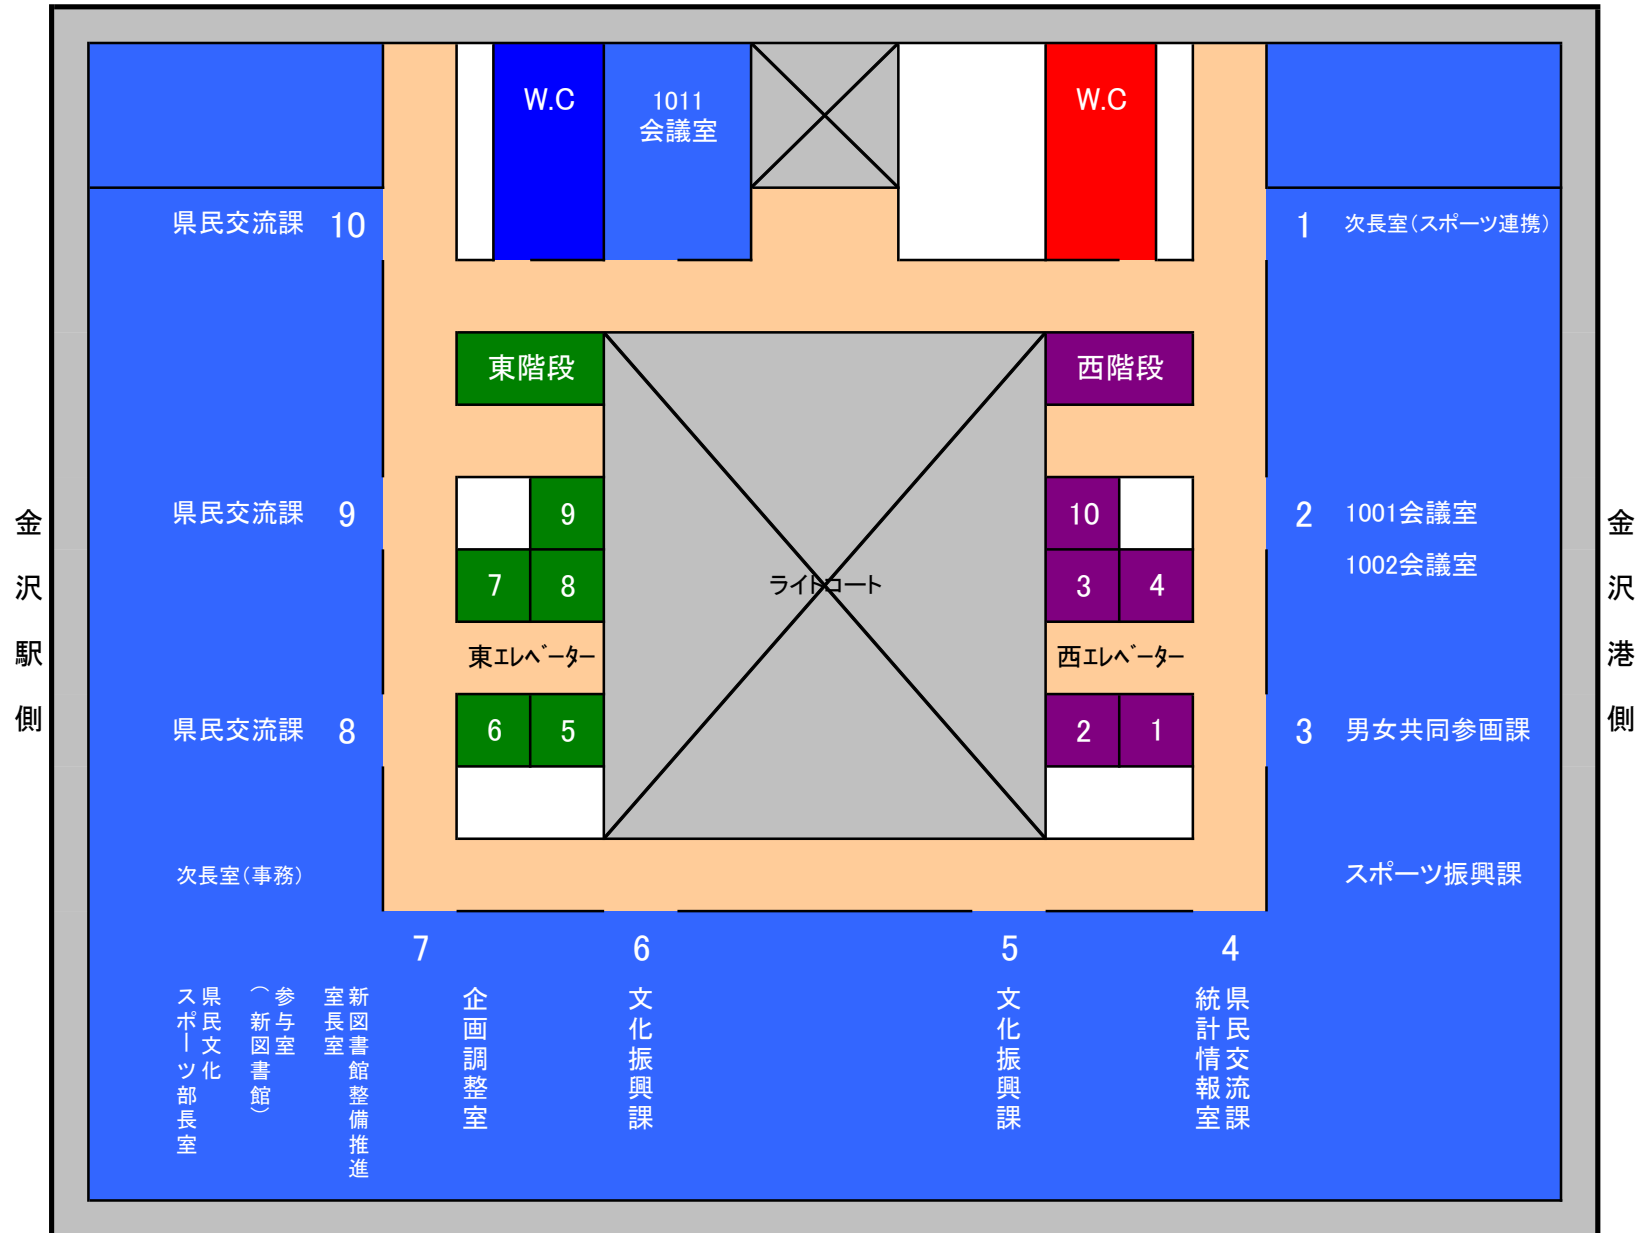 W.C
1011
会議室
W.C
県民交流課 10
1 次長室(スポーツ連携)
東階段
西階段
県民交流課 9
9
10
2 1001会議室
1002会議室
7 8
ライトコート
3 4
東エレベーター
西エレベーター
県民交流課 8
6 5
2 1
3 男女共同参画課
次長室(事務)
スポーツ振興課
金沢駅側
金沢港側
7
6
5
4
県民文化
スポーツ部長室
参与室
(新図書館)
新図書館整備推進
室長室
企画調整室
文化振興課
文化振興課
県民交流課
統計情報室